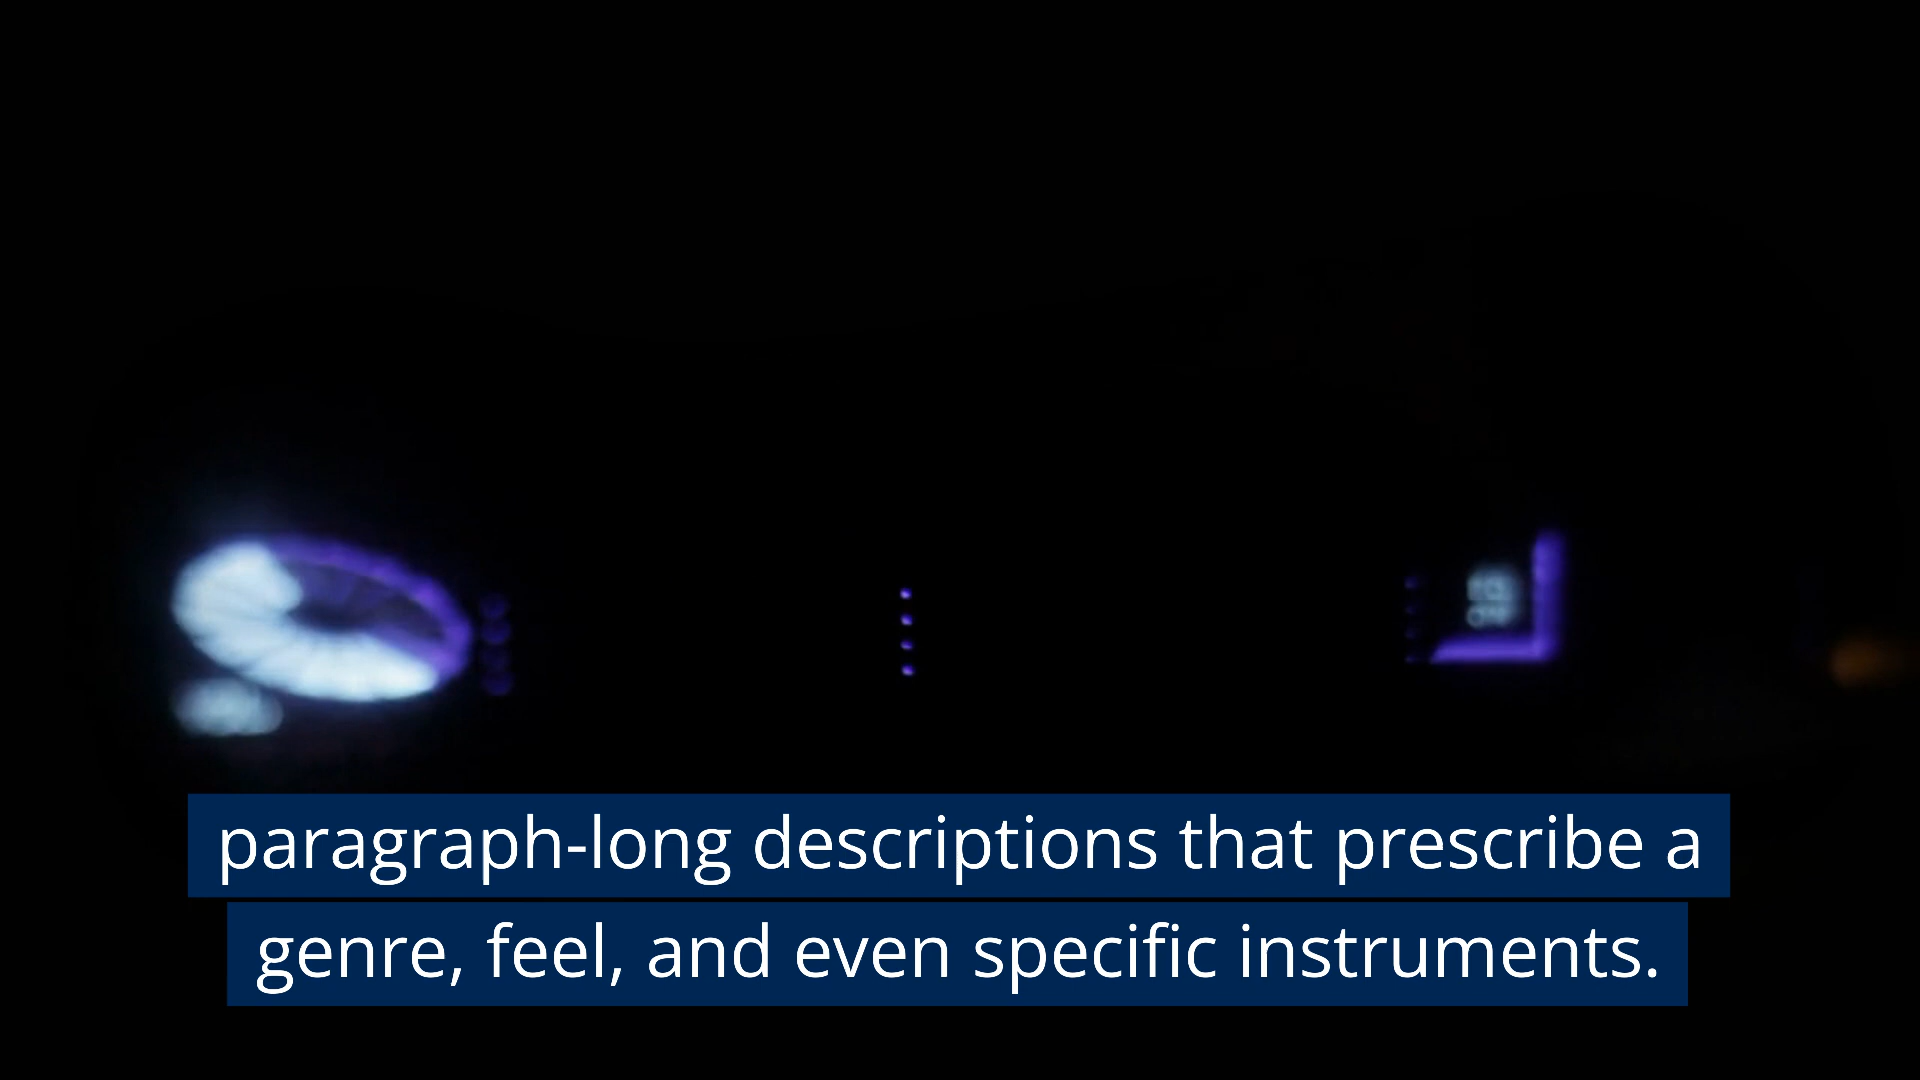 paragraph-long descriptions that prescribe a
genre, feel, and even specific instruments.